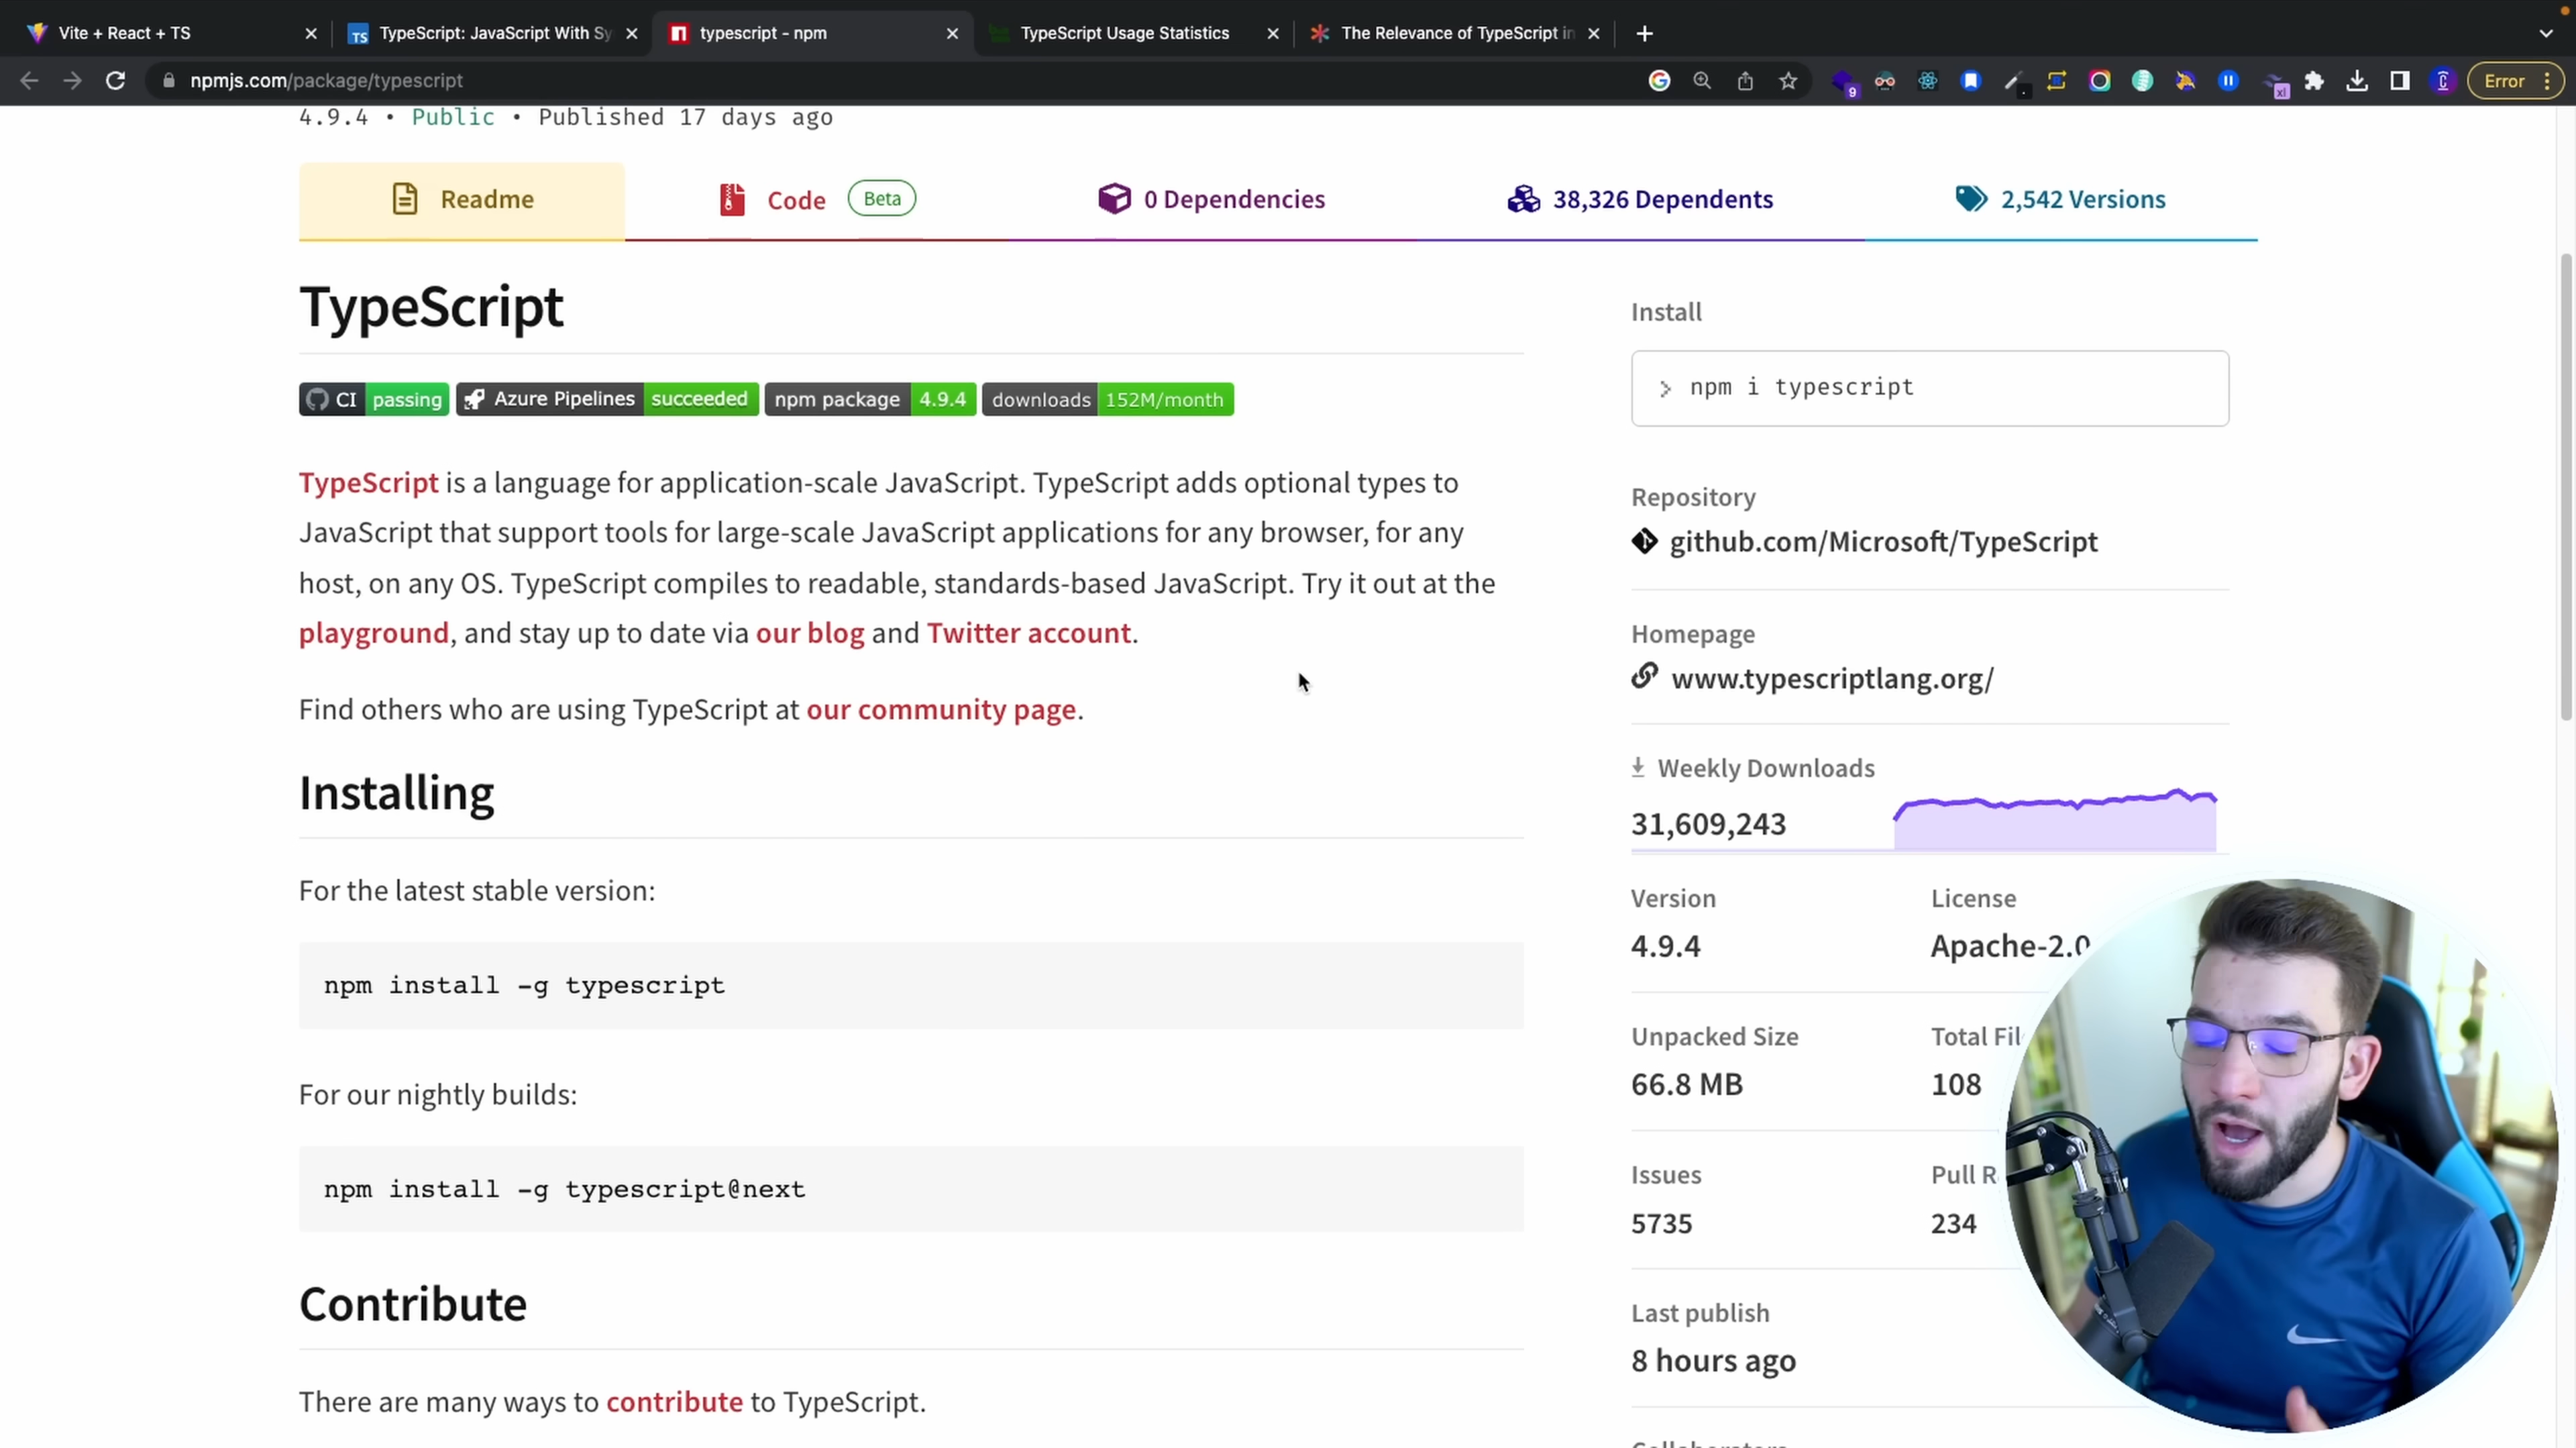 Vite + React + TS
TypeScript: JavaScript With Sy
typescript - npm
TypeScript Usage Statistics
The Relevance of TypeScript in
npmjs.com/package/typescript
9
xl
Error
4.9.4 • Public • Published 17 days ago
Readme
Code Beta
0 Dependencies
38,326 Dependents
2,542 Versions
TypeScript
CI passing Azure Pipelines succeeded npm package 4.9.4 downloads 152M/month
TypeScript is a language for application-scale JavaScript. TypeScript adds optional types to
JavaScript that support tools for large-scale JavaScript applications for any browser, for any
host, on any OS. TypeScript compiles to readable, standards-based JavaScript. Try it out at the
playground, and stay up to date via our blog and Twitter account.
Find others who are using TypeScript at our community page.
Installing
For the latest stable version:
npm install -g typescript
For our nightly builds:
npm install -g typescript@next
Contribute
There are many ways to contribute to TypeScript.
Install
> npm i typescript
Repository
github.com/Microsoft/TypeScript
Homepage
www.typescriptlang.org/
Weekly Downloads
31,609,243
Version License
4.9.4 Apache-2.0
Unpacked Size Total Fil
66.8 MB 108
Issues Pull R
5735 234
Last publish
8 hours ago